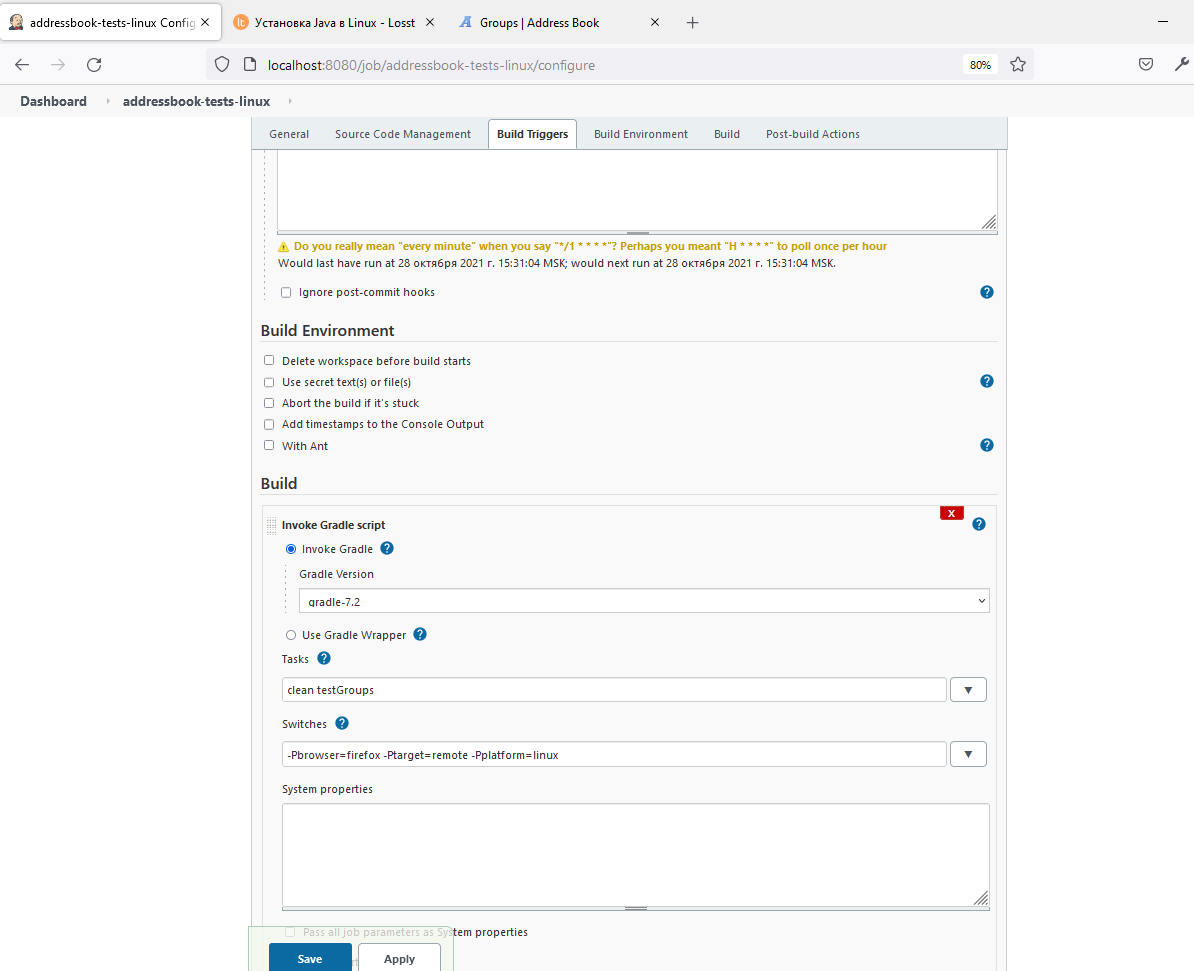 addressbook-tests-linux Config
Установка Java в Linux - Losst
Groups | Address Book
localhost:8080/job/addressbook-tests-linux/configure
80%
Dashboard
addressbook-tests-linux
General
Source Code Management
Build Triggers
Build Environment
Build
Post-build Actions
Do you really mean "every minute" when you say "*/1 * * * *"? Perhaps you meant "H * * * *" to poll once per hour
Would last have run at 28 октября 2021 г. 15:31:04 MSK; would next run at 28 октября 2021 г. 15:31:04 MSK.
Ignore post-commit hooks
?
Build Environment
Delete workspace before build starts
Use secret text(s) or file(s)
?
Abort the build if it's stuck
Add timestamps to the Console Output
With Ant
?
Build
X
Invoke Gradle script
?
Invoke Gradle ?
Gradle Version
gradle-7.2
Use Gradle Wrapper ?
Tasks ?
clean testGroups
Switches ?
-Pbrowser=firefox -Ptarget=remote -Pplatform=linux
System properties
Pass all job parameters as System properties
Save
Apply